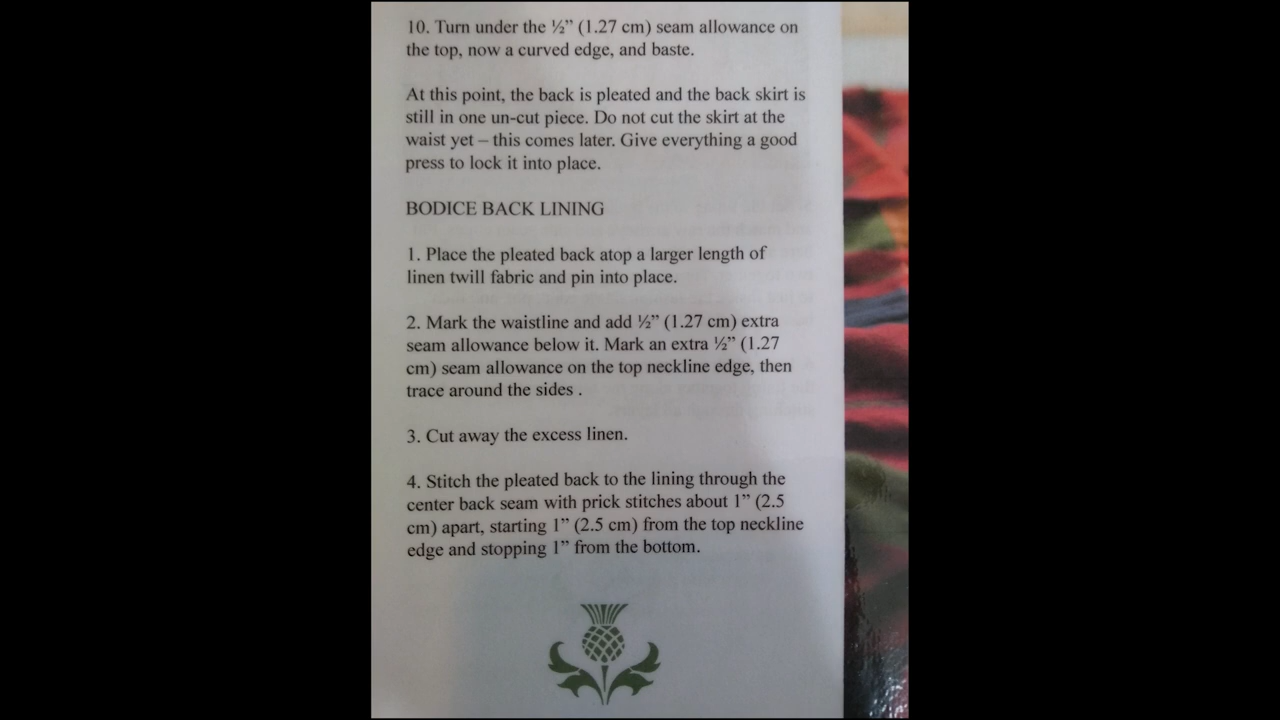 10. Turn under the ½” (1.27 cm) seam allowance on
the top, now a curved edge, and baste.
At this point, the back is pleated and the back skirt is
still in one un-cut piece. Do not cut the skirt at the
waist yet – this comes later. Give everything a good
press to lock it into place.
BODICE BACK LINING
1. Place the pleated back atop a larger length of
linen twill fabric and pin into place.
2. Mark the waistline and add ½” (1.27 cm) extra
seam allowance below it. Mark an extra ½” (1.27
cm) seam allowance on the top neckline edge, then
trace around the sides .
3. Cut away the excess linen.
4. Stitch the pleated back to the lining through the
center back seam with prick stitches about 1” (2.5
cm) apart, starting 1” (2.5 cm) from the top neckline
edge and stopping 1” from the bottom.